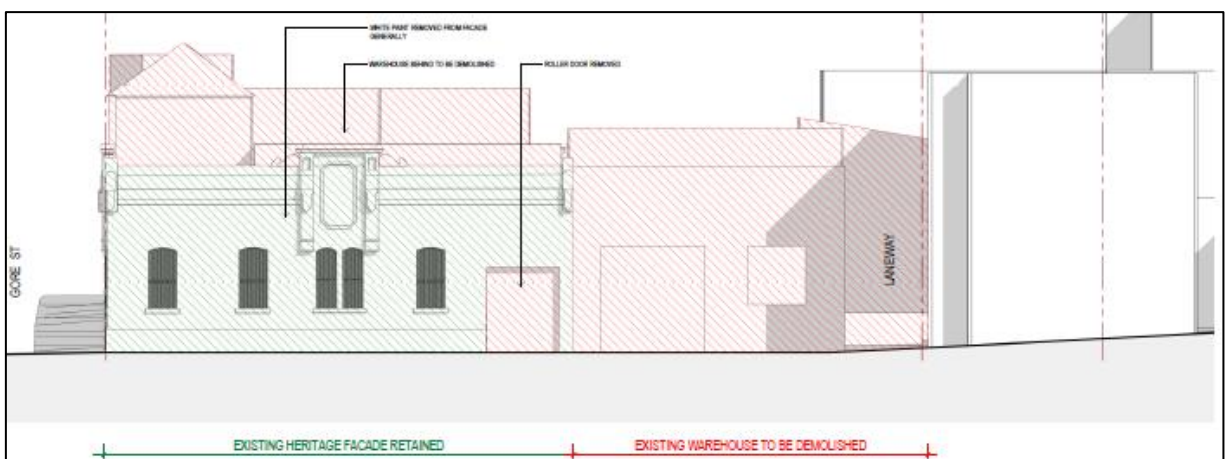 WHITE PAINT REMOVED FROM FACADE
GENERALLY
WAREHOUSE BEHIND TO BE DEMOLISHED
ROLLER DOOR REMOVED
GORE ST
LANEWAY
EXISTING HERITAGE FACADE RETAINED
EXISTING WAREHOUSE TO BE DEMOLISHED